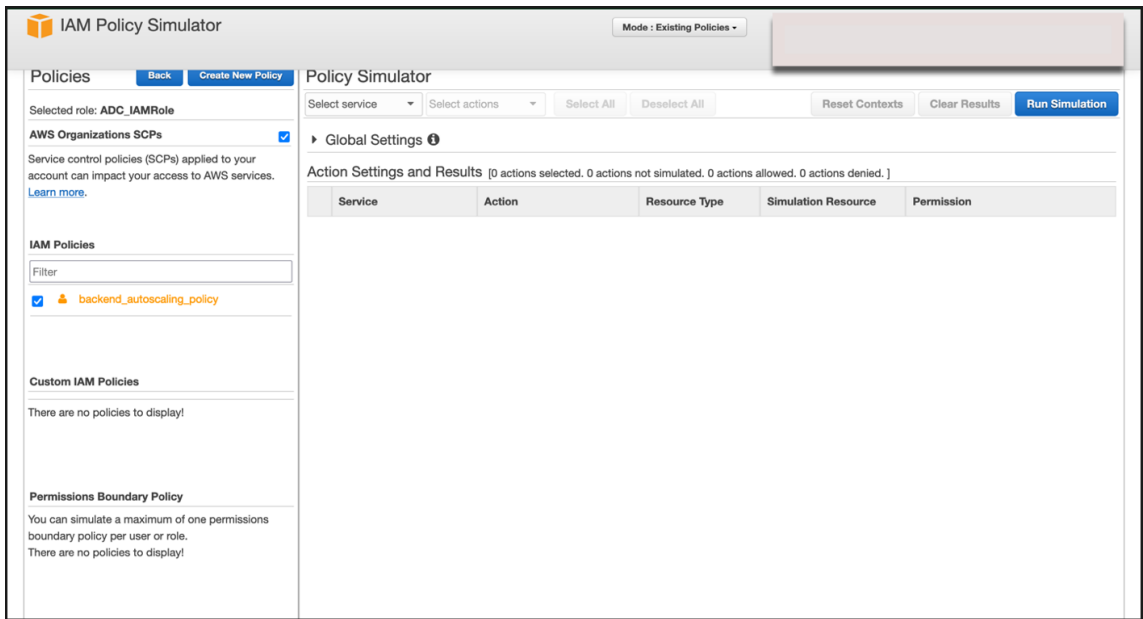 IAM Policy Simulator
Mode : Existing Policies
Policies
Back
Create New Policy
Selected role: ADC_IAMRole
AWS Organizations SCPs
Service control policies (SCPs) applied to your
account can impact your access to AWS services.
Learn more.
IAM Policies
Filter
backend_autoscaling_policy
Custom IAM Policies
There are no policies to display!
Permissions Boundary Policy
You can simulate a maximum of one permissions
boundary policy per user or role.
There are no policies to display!
Policy Simulator
Select service
Select actions
Select All
Deselect All
Reset Contexts
Clear Results
Run Simulation
Global Settings
Action Settings and Results [0 actions selected. 0 actions not simulated. 0 actions allowed. 0 actions denied. ]
Service Action Resource Type Simulation Resource Permission